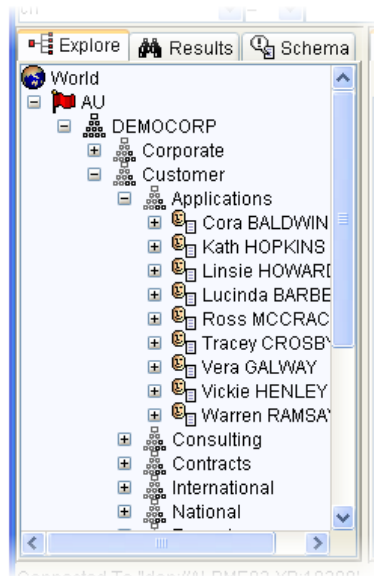 Explore Results Schema
World
AU
DEMOCORP
Corporate
Customer
Applications
Cora BALDWIN
Kath HOPKINS
Linsie HOWARD
Lucinda BARBE
Ross MCCRAC
Tracey CROSBY
Vera GALWAY
Vickie HENLEY
Warren RAMSAY
Consulting
Contracts
International
National